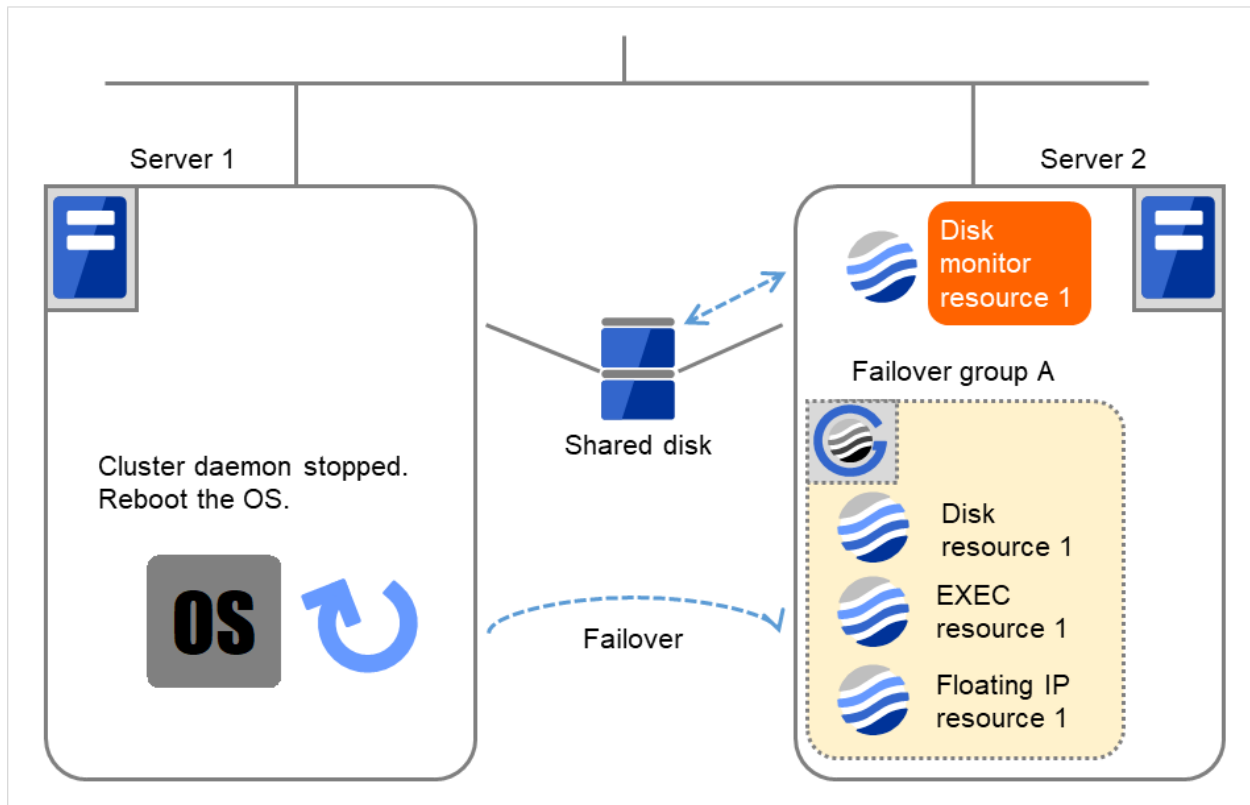 Server 1
Server 2
Disk
monitor
resource 1
Shared disk
Failover group A
Cluster daemon stopped.
Reboot the OS.
OS
Failover
Disk
resource 1
EXEC
resource 1
Floating IP
resource 1